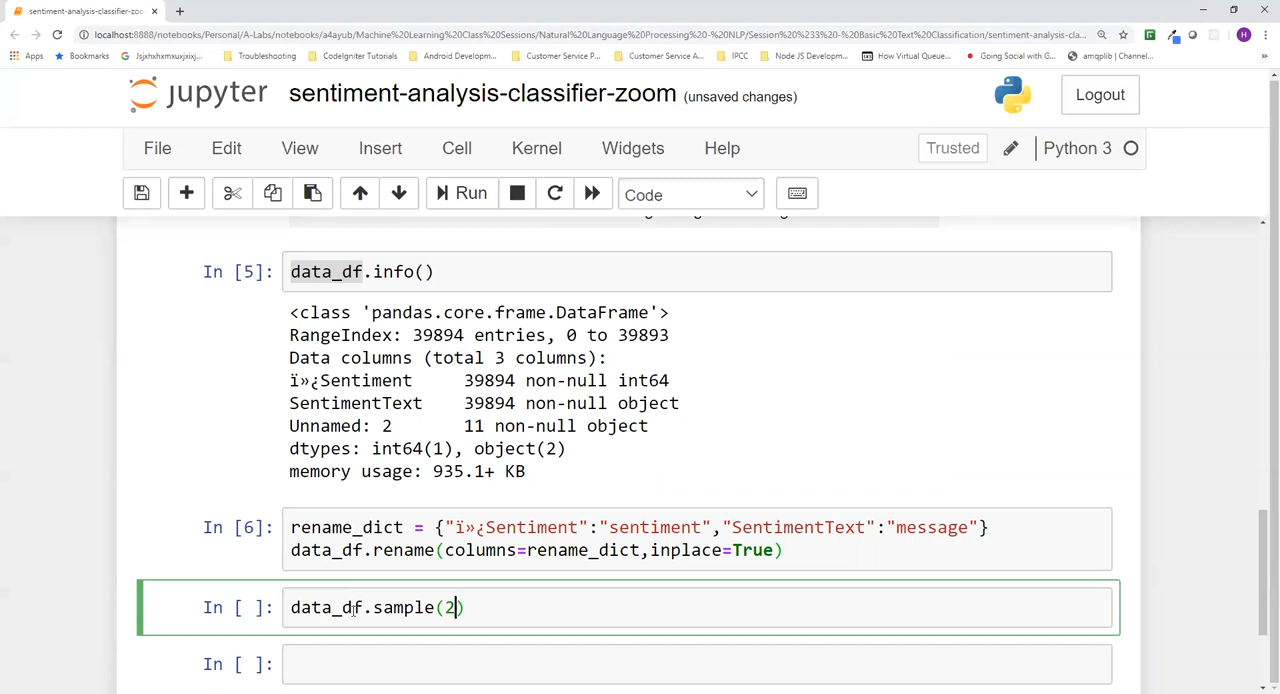 sentiment-analysis-classifier-zoo
localhost:8888/notebooks/Personal/A-Labs/notebooks/a4ayub/Machine%20Learning%20Class%20Sessions/Natural%20Language%20Processing%20-%20NLP/Session%20%233%20-%20Basic%20Text%20Classification/sentiment-analysis-cla...
Apps Bookmarks Jsjxhxhxmxuxjxixj... Troubleshooting CodeIgniter Tutorials Android Developm... Customer Service P... Customer Service A... IPCC Node JS Developm... How Virtual Queue... Going Social with G... amqplib | Channel... »
jupyter sentiment-analysis-classifier-zoom (unsaved changes) Logout
File Edit View Insert Cell Kernel Widgets Help Trusted Python 3
Run Code
In [5]: data_df.info()
<class 'pandas.core.frame.DataFrame'>
RangeIndex: 39894 entries, 0 to 39893
Data columns (total 3 columns):
ï»¿Sentiment 39894 non-null int64
SentimentText 39894 non-null object
Unnamed: 2 11 non-null object
dtypes: int64(1), object(2)
memory usage: 935.1+ KB
In [6]: rename_dict = {"ï»¿Sentiment":"sentiment","SentimentText":"message"}
data_df.rename(columns=rename_dict,inplace=True)
In [ ]: data_df.sample(2)
In [ ]: